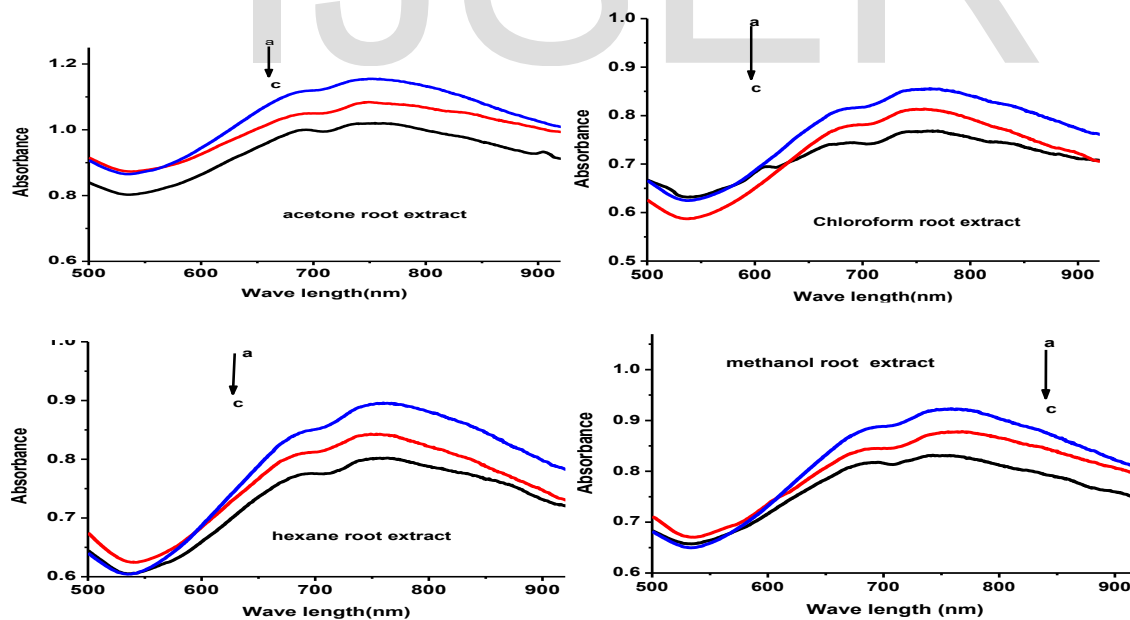 IJSER
a
c
1.2
1.0
0.8
0.6
Absorbance
acetone root extract
500 600 700 800 900
Wave length(nm)
a
c
1.0
0.9
0.8
0.7
0.6
0.5
Absorbance
Chloroform root extract
500 600 700 800 900
Wave length(nm)
a
c
1.0
0.9
0.8
0.7
0.6
Absorbance
hexane root extract
500 600 700 800 900
Wave length(nm)
methanol root extract
a
c
1.0
0.9
0.8
0.7
0.6
Absorbance
500 600 700 800 900
Wave length (nm)